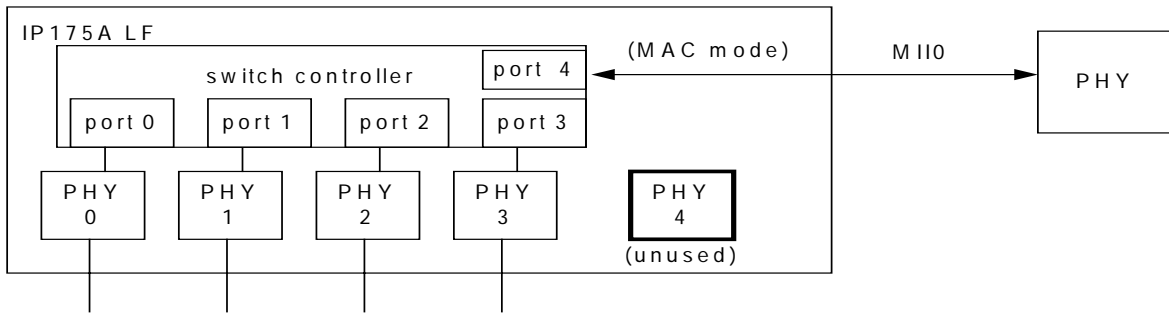 IP175A LF
(MAC mode)
MII0
PHY
port 4
switch controller
port 0
port 1
port 2
port 3
PHY
0
PHY
1
PHY
2
PHY
3
PHY
4
(unused)